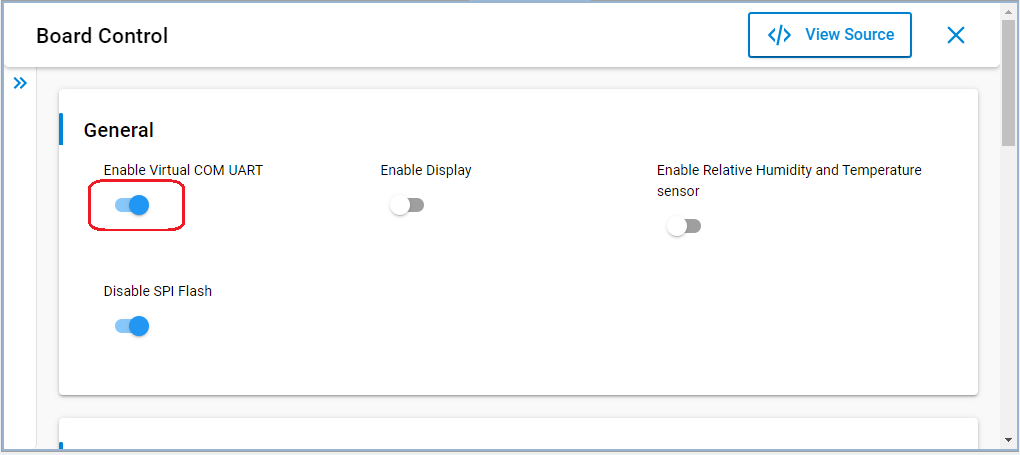 Board Control
</> View Source
General
Enable Virtual COM UART
Enable Display
Enable Relative Humidity and Temperature
sensor
Disable SPI Flash